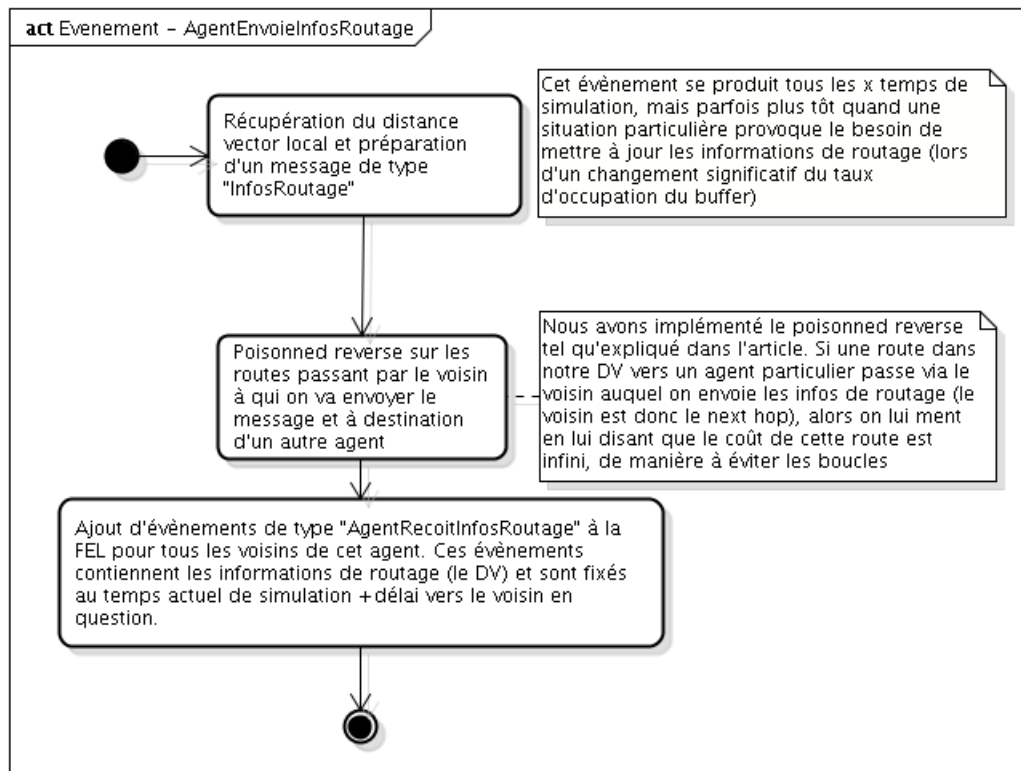 act Evenement – AgentEnvoieInfosRoutage
Récupération du distance
vector local et préparation
d'un message de type
"InfosRoutage"
Cet évènement se produit tous les x temps de
simulation, mais parfois plus tôt quand une
situation particulière provoque le besoin de
mettre à jour les informations de routage (lors
d'un changement significatif du taux
d'occupation du buffer)
Poisonned reverse sur les
routes passant par le voisin
à qui on va envoyer le
message et à destination
d'un autre agent
Nous avons implémenté le poisonned reverse
tel qu'expliqué dans l'article. Si une route dans
notre DV vers un agent particulier passe via le
voisin auquel on envoie les infos de routage (le
voisin est donc le next hop), alors on lui ment
en lui disant que le coût de cette route est
infini, de manière à éviter les boucles
Ajout d'évènements de type "AgentRecoitInfosRoutage" à la
FEL pour tous les voisins de cet agent. Ces évènements
contiennent les informations de routage (le DV) et sont fixés
au temps actuel de simulation +délai vers le voisin en
question.